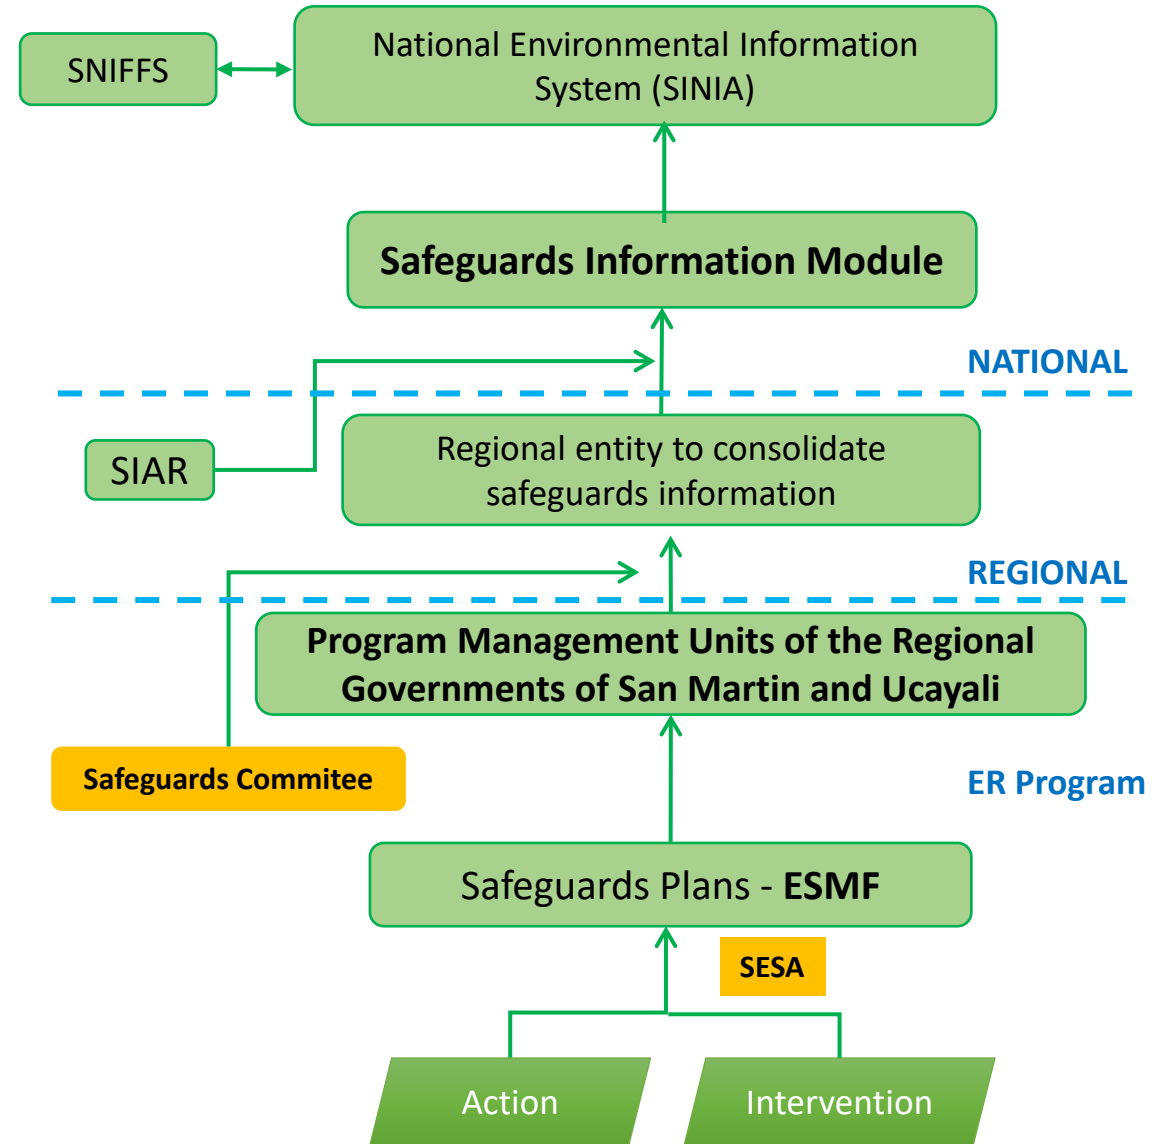 SNIFFS
National Environmental Information
System (SINIA)
Safeguards Information Module
NATIONAL
SIAR
Regional entity to consolidate
safeguards information
REGIONAL
Program Management Units of the Regional
Governments of San Martin and Ucayali
Safeguards Commitee
ER Program
Safeguards Plans - ESMF
SESA
Action
Intervention